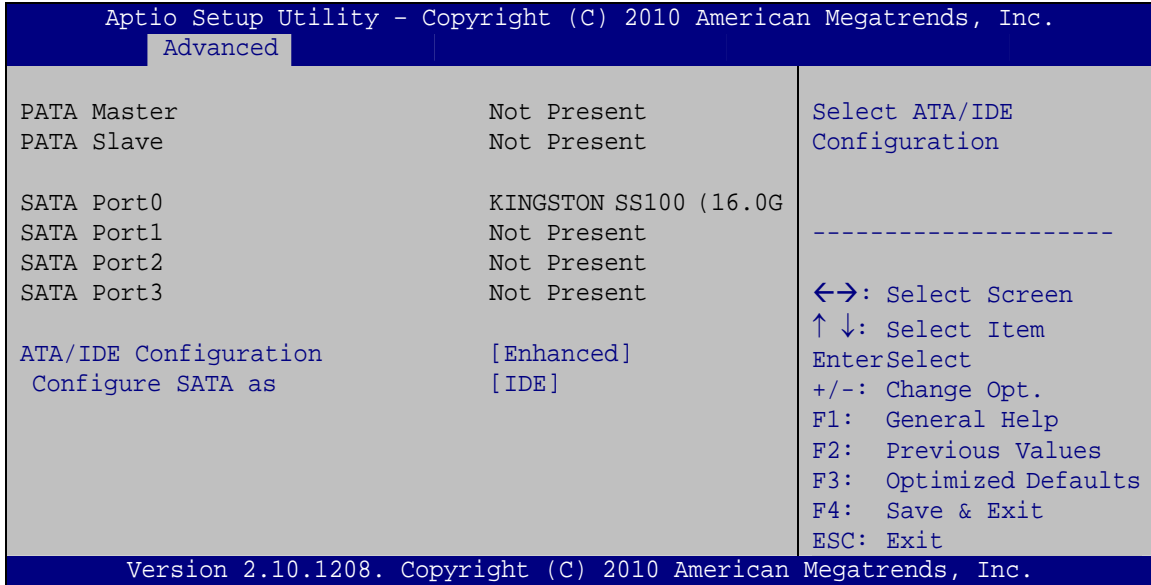 Aptio Setup Utility – Copyright (C) 2010 American Megatrends, Inc.
Advanced
PATA Master Not Present
PATA Slave Not Present
SATA Port0 KINGSTON SS100 (16.0G
SATA Port1 Not Present
SATA Port2 Not Present
SATA Port3 Not Present
ATA/IDE Configuration [Enhanced]
Configure SATA as [IDE]
Select ATA/IDE
Configuration
---------------------
←→: Select Screen
↑ ↓: Select Item
EnterSelect
+/-: Change Opt.
F1: General Help
F2: Previous Values
F3: Optimized Defaults
F4: Save & Exit
ESC: Exit
Version 2.10.1208. Copyright (C) 2010 American Megatrends, Inc.